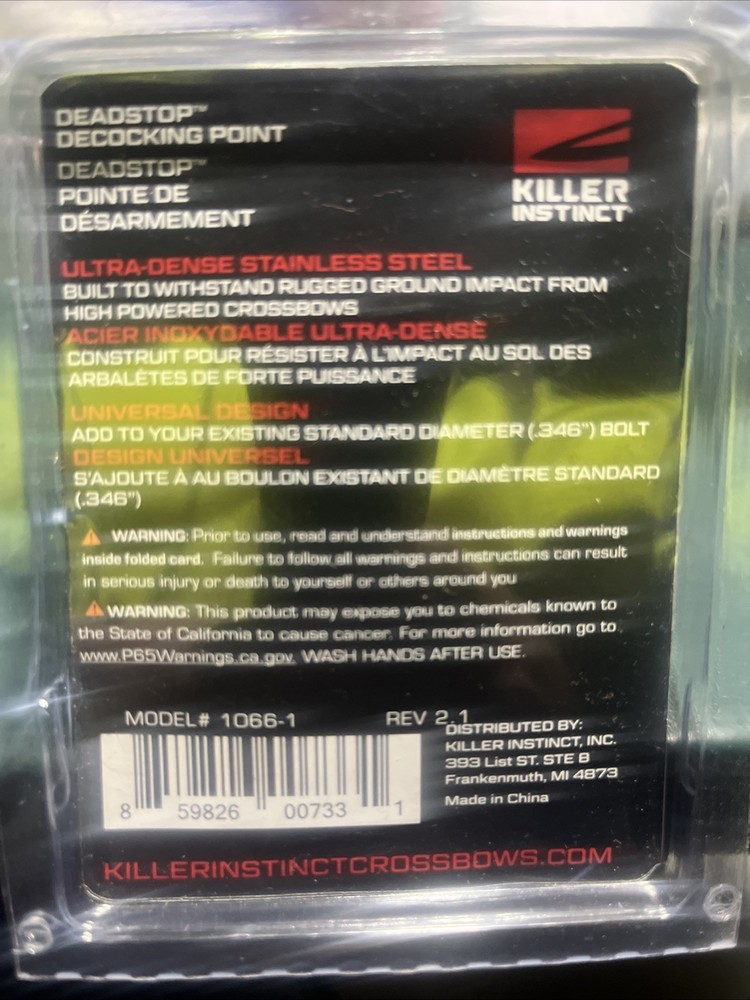 DEADSTOP™
DECOCKING POINT
DEADSTOP™
POINTE DE
DÉSARMEMENT
KILLER
INSTINCT
ULTRA-DENSE STAINLESS STEEL
BUILT TO WITHSTAND RUGGED GROUND IMPACT FROM
HIGH POWERED CROSSBOWS
ACIER INOXYDABLE ULTRA-DENSE
CONSTRUIT POUR RÉSISTER À L'IMPACT AU SOL DES
ARBALÈTES DE FORTE PUISSANCE
UNIVERSAL DESIGN
ADD TO YOUR EXISTING STANDARD DIAMETER (.346") BOLT
DESIGN UNIVERSEL
S'AJOUTE À AU BOULON EXISTANT DE DIAMÈTRE STANDARD
(.346")
⚠ WARNING: Prior to use, read and understand instructions and warnings
inside folded card. Failure to follow all warnings and instructions can result
in serious injury or death to yourself or others around you
⚠ WARNING: This product may expose you to chemicals known to
the State of California to cause cancer. For more information go to
www.P65Warnings.ca.gov. WASH HANDS AFTER USE.
MODEL# 1066-1 REV 2.1
DISTRIBUTED BY:
KILLER INSTINCT, INC.
393 List ST. STE B
Frankenmuth, MI 4873
Made in China
8 59826 00733 1
KILLERINSTINCTCROSSBOWS.COM